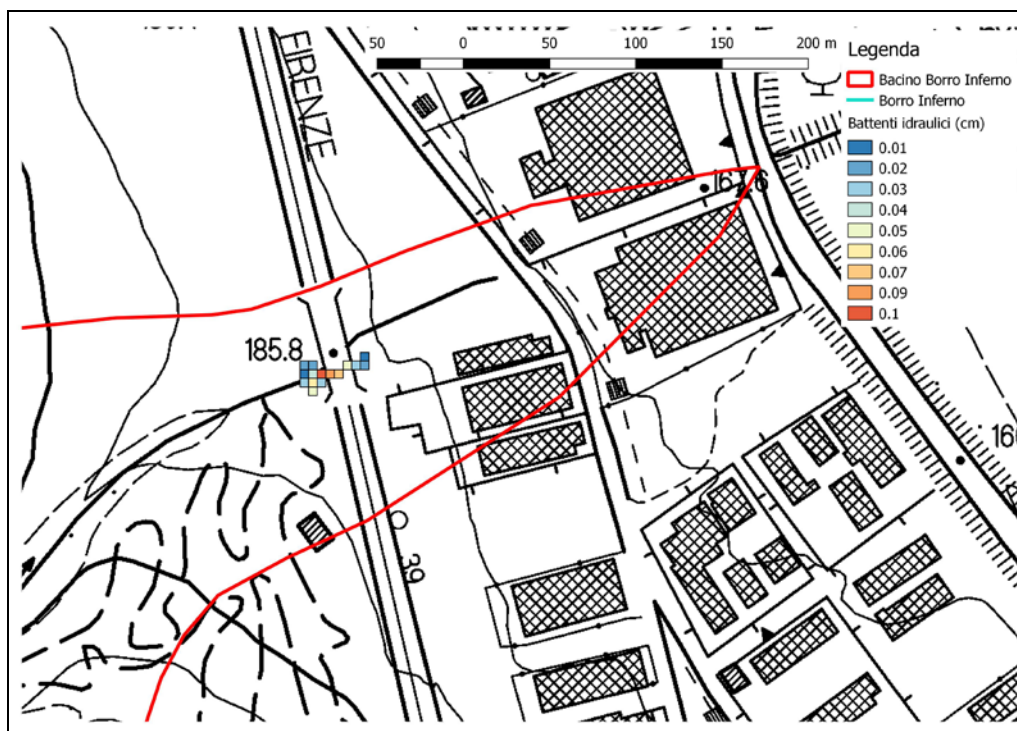 50 0 50 100 150 200 m
Legenda
Bacino Borro Inferno
Borro Inferno
Battenti idraulici (cm)
0.01
0.02
0.03
0.04
0.05
0.06
0.07
0.09
0.1
FIRENZE
185.8
39